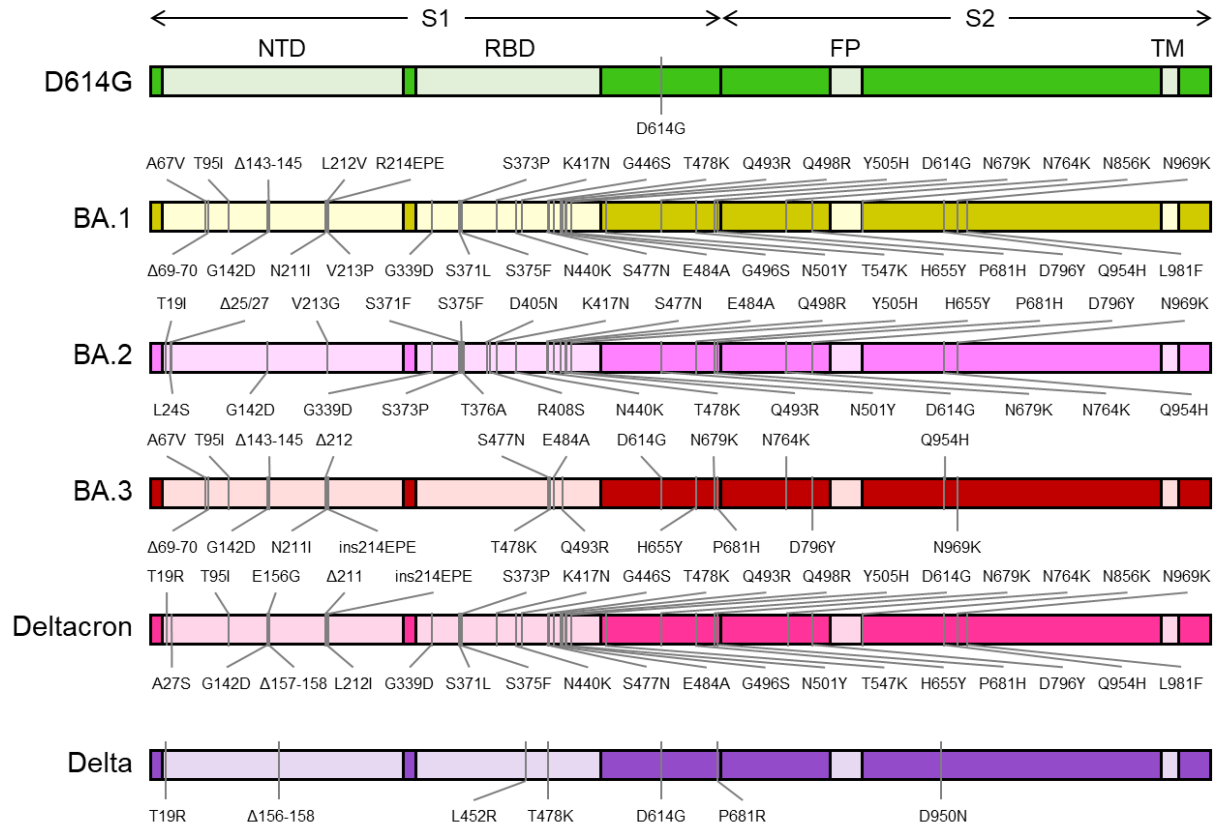 S1 S2
NTD RBD FP TM
D614G
D614G
A67V T95I Δ143-145 L212V R214EPE S373P K417N G446S T478K Q493R Q498R Y505H D614G N679K N764K N856K N969K
BA.1
Δ69-70 G142D N211I V213P G339D S371L S375F N440K S477N E484A G496S N501Y T547K H655Y P681H D796Y Q954H L981F
T19I Δ25/27 V213G S371F S375F D405N K417N S477N E484A Q498R Y505H H655Y P681H D796Y N969K
BA.2
L24S G142D G339D S373P T376A R408S N440K T478K Q493R N501Y D614G N679K N764K Q954H
A67V T95I Δ143-145 Δ212 S477N E484A D614G N679K N764K Q954H
BA.3
Δ69-70 G142D N211I ins214EPE T478K Q493R H655Y P681H D796Y N969K
T19R T95I E156G Δ211 ins214EPE S373P K417N G446S T478K Q493R Q498R Y505H D614G N679K N764K N856K N969K
Deltacron
A27S G142D Δ157-158 L212I G339D S371L S375F N440K S477N E484A G496S N501Y T547K H655Y P681H D796Y Q954H L981F
Delta
T19R Δ156-158 L452R T478K D614G P681R D950N